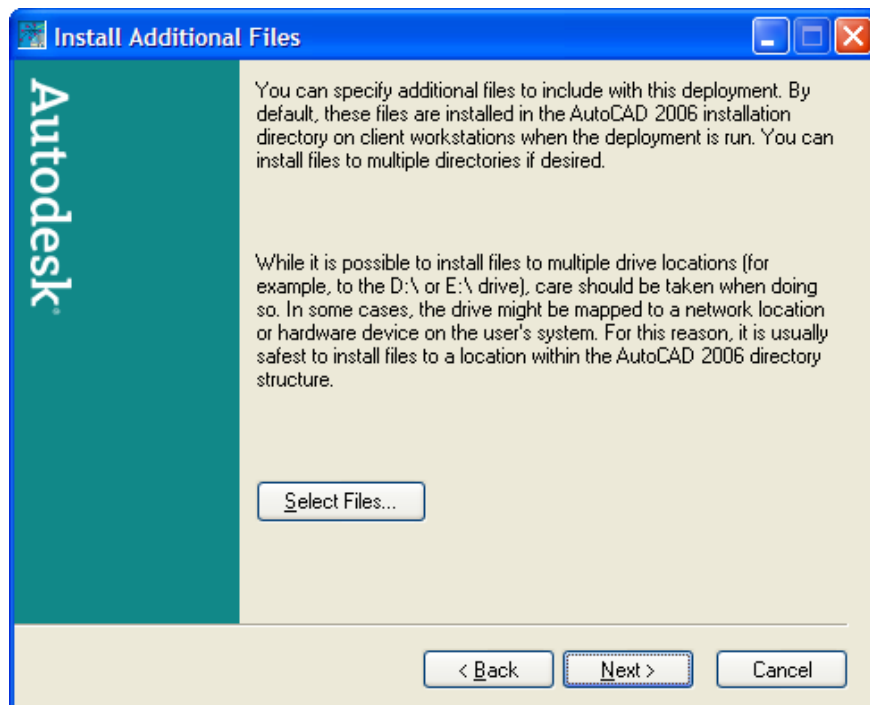 Install Additional Files
Autodesk
You can specify additional files to include with this deployment. By
default, these files are installed in the AutoCAD 2006 installation
directory on client workstations when the deployment is run. You can
install files to multiple directories if desired.
While it is possible to install files to multiple drive locations (for
example, to the D:\ or E:\ drive), care should be taken when doing
so. In some cases, the drive might be mapped to a network location
or hardware device on the user's system. For this reason, it is usually
safest to install files to a location within the AutoCAD 2006 directory
structure.
Select Files...
< Back
Next >
Cancel